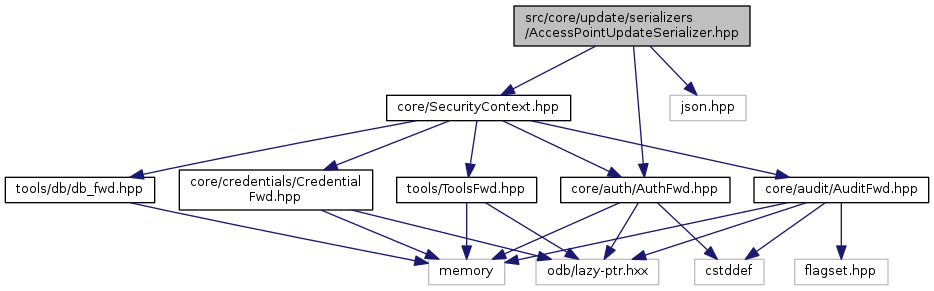 src/core/update/serializers
/AccessPointUpdateSerializer.hpp
core/SecurityContext.hpp
json.hpp
tools/db/db_fwd.hpp
core/credentials/Credential
Fwd.hpp
tools/ToolsFwd.hpp
core/auth/AuthFwd.hpp
core/audit/AuditFwd.hpp
memory
odb/lazy-ptr.hxx
cstddef
flagset.hpp